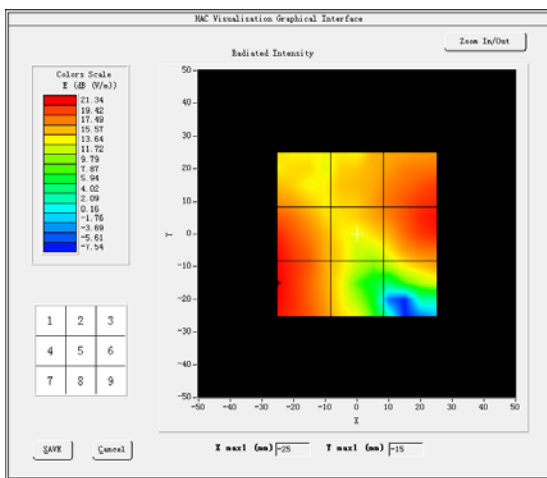 HAC Visualisation Graphical Interface
Zoom In/Out
Radiated Intensity
Colors Scale
E (dB (V/m))
21.34
19.42
17.49
15.57
13.64
11.72
9.79
7.87
5.94
4.02
2.09
0.16
-1.76
-3.69
-5.61
-7.54
50
40
30
20
10
Y 0
-10
-20
-30
-40
-50
-50 -40 -30 -20 -10 0 10 20 30 40 50
X
1 2 3
4 5 6
7 8 9
SAVE Cancel X max1 (mm) -25 Y max1 (mm) -15